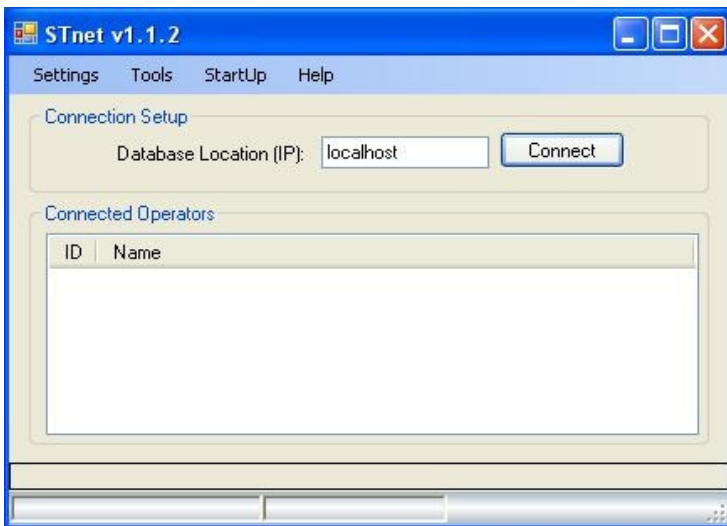 STnet v1.1.2
Settings Tools StartUp Help
Connection Setup
Database Location (IP): localhost Connect
Connected Operators
ID Name